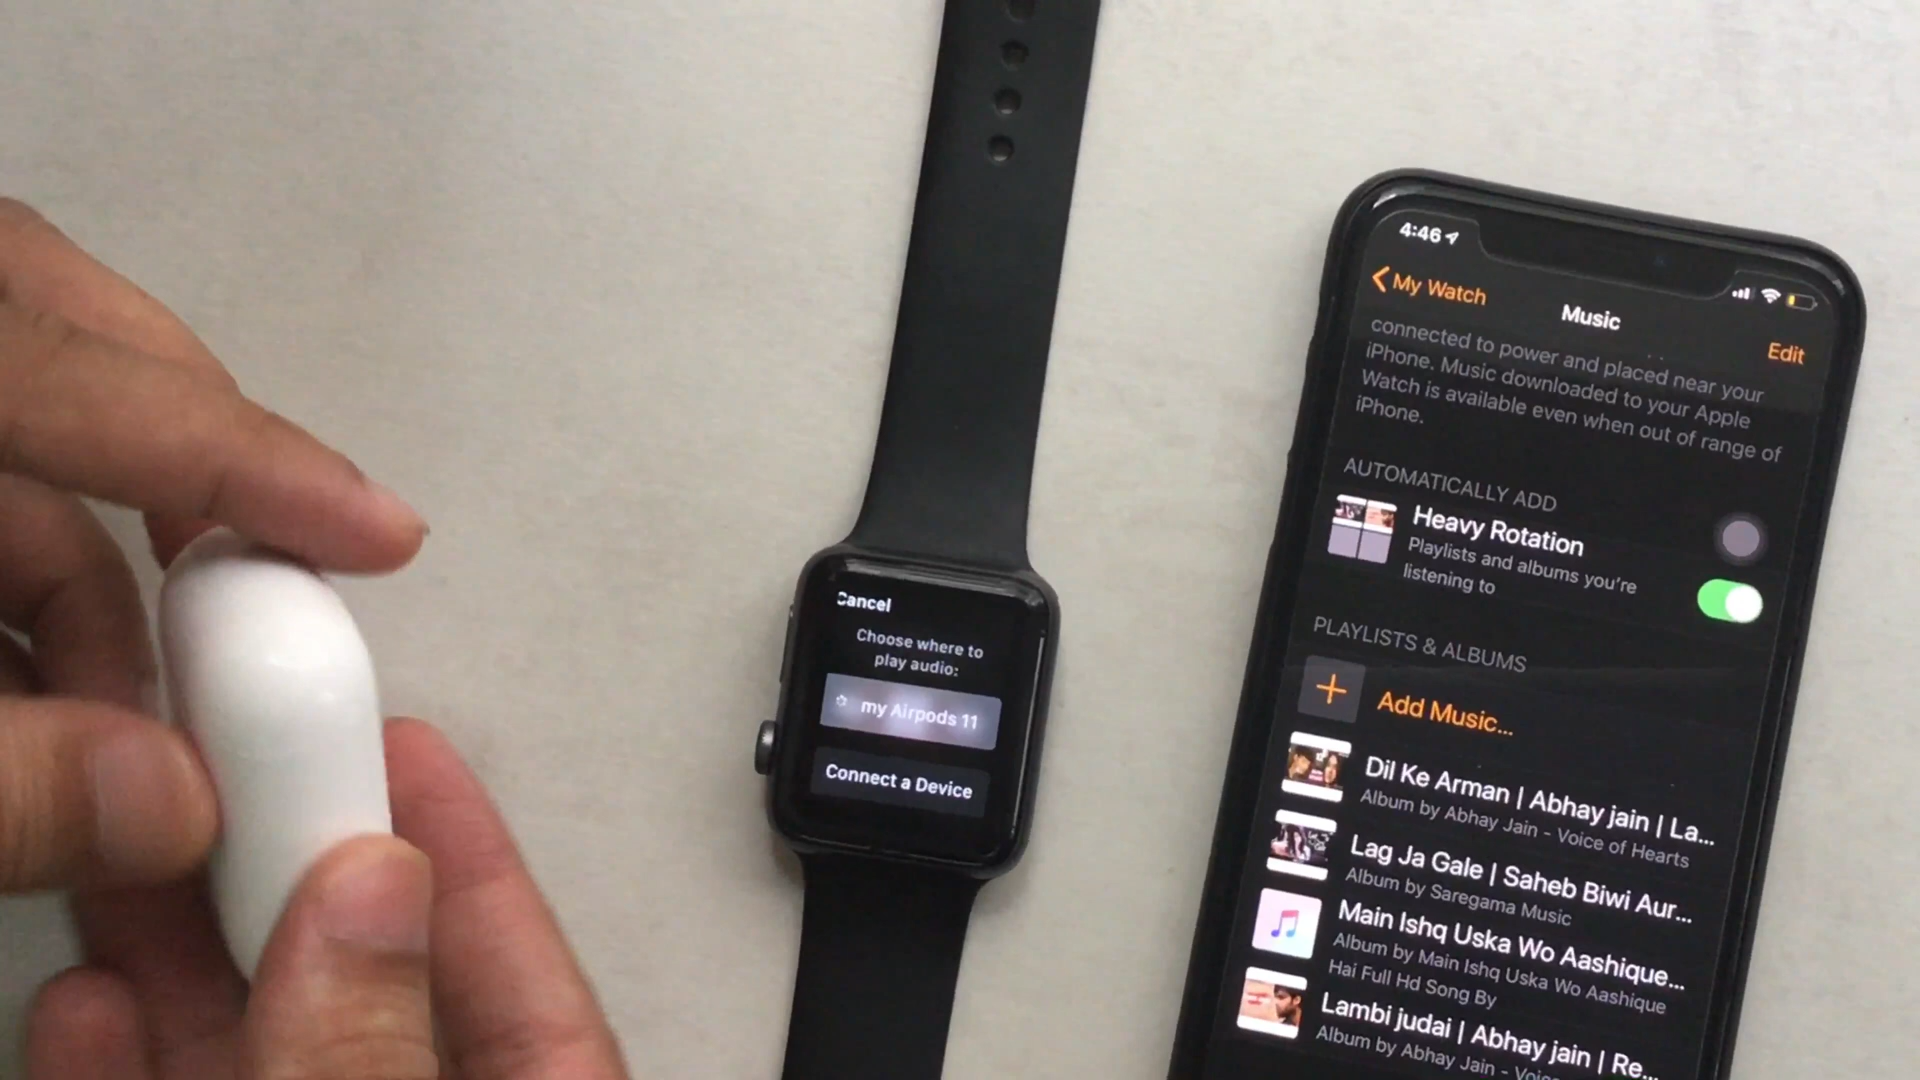 Cancel
Choose where to
play audio:
my Airpods 11
Connect a Device
4:46
My Watch
Music
Edit
connected to power and placed near your
iPhone. Music downloaded to your Apple
Watch is available even when out of range of
iPhone.
AUTOMATICALLY ADD
Heavy Rotation
Playlists and albums you're
listening to
PLAYLISTS & ALBUMS
Add Music...
Dil Ke Arman | Abhay jain | La...
Album by Abhay Jain - Voice of Hearts
Lag Ja Gale | Saheb Biwi Aur...
Album by Saregama Music
Main Ishq Uska Wo Aashique...
Album by Main Ishq Uska Wo Aashique
Hai Full Hd Song By
Lambi judai | Abhay jain | Re...
Album by Abhay Jain -